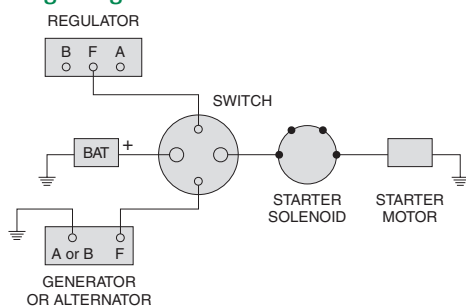 REGULATOR
B F A
SWITCH
BAT
+
STARTER
SOLENOID
STARTER
MOTOR
A or B F
GENERATOR
OR ALTERNATOR